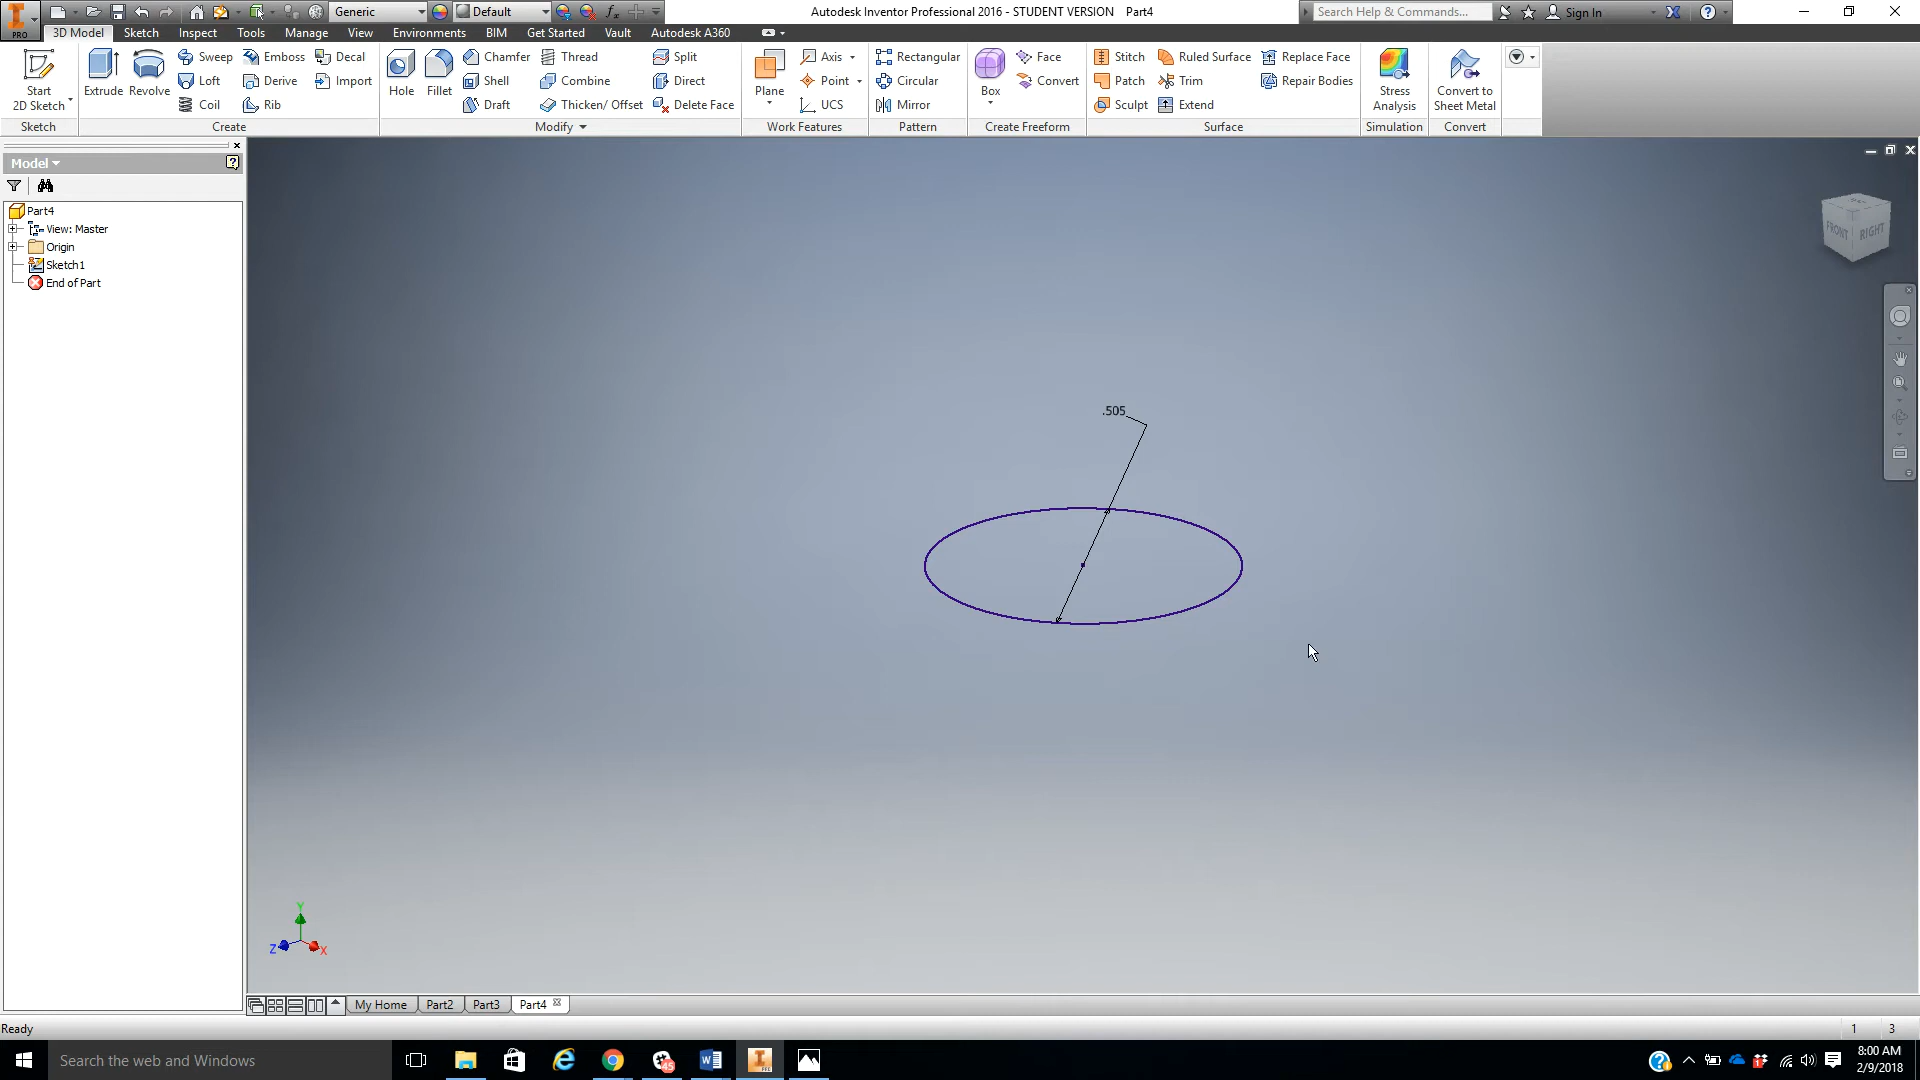 Generic
Default
Autodesk Inventor Professional 2016 - STUDENT VERSION Part4
Search Help & Commands...
Sign In
PRO
3D Model Sketch Inspect Tools Manage View Environments BIM Get Started Vault Autodesk A360
Start
2D Sketch
Extrude
Revolve
Sweep Emboss Decal
Loft Derive Import
Coil Rib
Hole
Fillet
Chamfer Thread Split
Shell Combine Direct
Draft Thicken/ Offset Delete Face
Plane
Axis
Point
UCS
Rectangular
Circular
Mirror
Box
Face
Convert
Stitch Ruled Surface Replace Face
Patch Trim Repair Bodies
Sculpt Extend
Stress
Analysis
Convert to
Sheet Metal
Sketch Create Modify Work Features Pattern Create Freeform Surface Simulation Convert
Model
Part4
View: Master
Origin
Sketch1
End of Part
FRONT RIGHT
.505
Y
Z
X
My Home Part2 Part3 Part4
Ready
1 3
Search the web and Windows
45
8:00 AM
2/9/2018